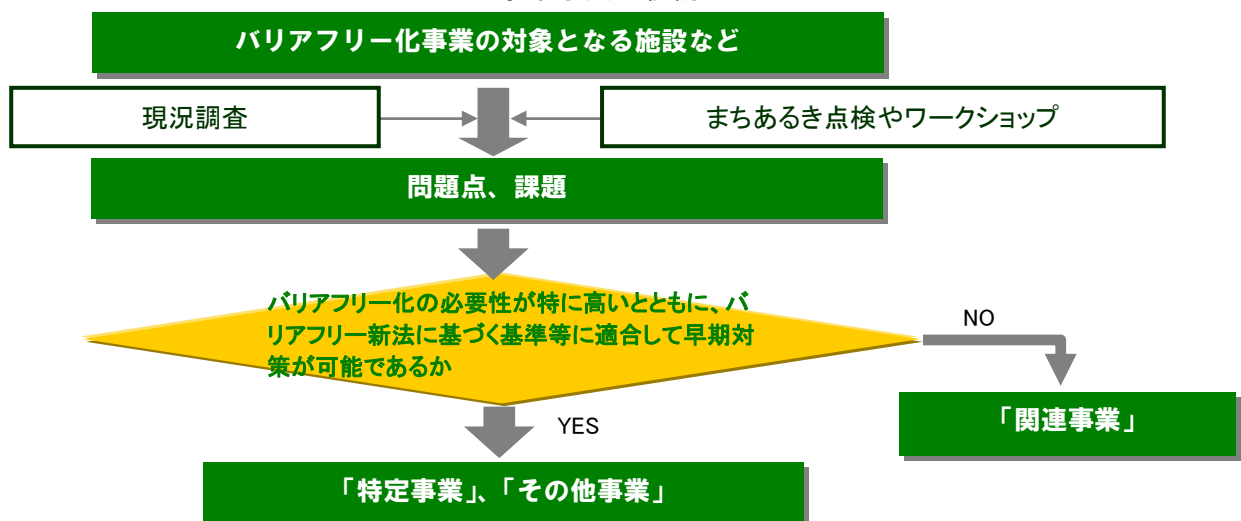 バリアフリー化事業の対象となる施設など
現況調査
まちあるき点検やワークショップ
問題点、課題
バリアフリー化の必要性が特に高いとともに、バ
リアフリー新法に基づく基準等に適合して早期対
策が可能であるか
NO
「関連事業」
YES
「特定事業」、「その他事業」